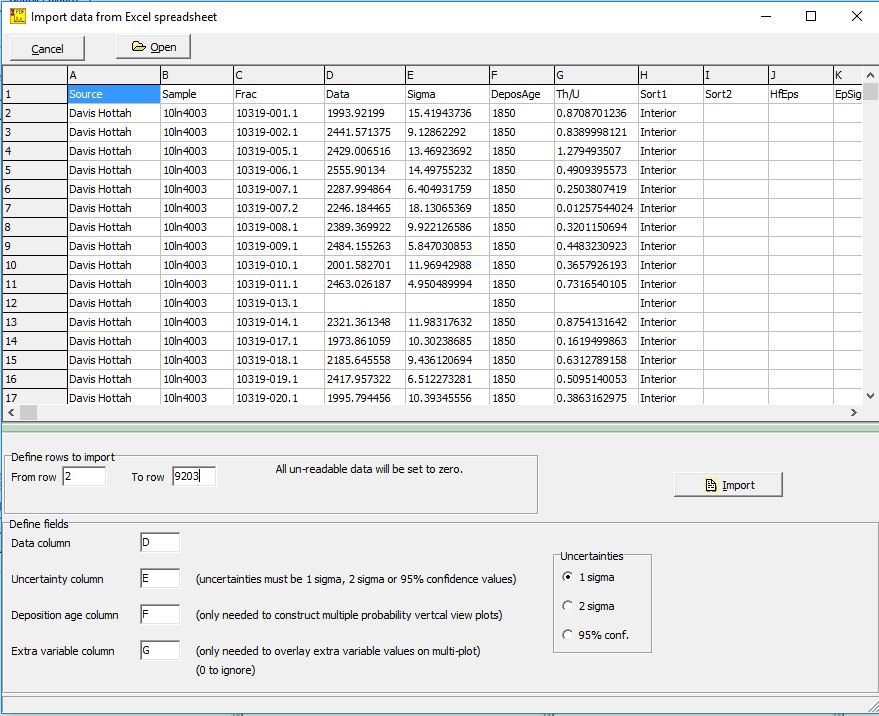 Import data from Excel spreadsheet
Cancel Open
A B C D E F G H I J K
1 Source Sample Frac Data Sigma DeposAge Th/U Sort1 Sort2 HfEps EpSig
2 Davis Hottah 10ln4003 10319-001.1 1993.92199 15.41943736 1850 0.8708701236 Interior
3 Davis Hottah 10ln4003 10319-002.1 2441.571375 9.12862292 1850 0.8389998121 Interior
4 Davis Hottah 10ln4003 10319-005.1 2429.006516 13.46923692 1850 1.279493507 Interior
5 Davis Hottah 10ln4003 10319-006.1 2555.90134 14.49755232 1850 0.4909395573 Interior
6 Davis Hottah 10ln4003 10319-007.1 2287.994864 6.404931759 1850 0.2503807419 Interior
7 Davis Hottah 10ln4003 10319-007.2 2246.184465 18.13065369 1850 0.01257544024 Interior
8 Davis Hottah 10ln4003 10319-008.1 2389.369922 9.922126586 1850 0.3201150694 Interior
9 Davis Hottah 10ln4003 10319-009.1 2484.155263 5.847030853 1850 0.4483230923 Interior
10 Davis Hottah 10ln4003 10319-010.1 2001.582701 11.96942988 1850 0.3657926193 Interior
11 Davis Hottah 10ln4003 10319-011.1 2463.026187 4.950489994 1850 0.7316540105 Interior
12 Davis Hottah 10ln4003 10319-013.1 1850 Interior
13 Davis Hottah 10ln4003 10319-014.1 2321.361348 11.98317632 1850 0.8754131642 Interior
14 Davis Hottah 10ln4003 10319-017.1 1973.861059 10.30238685 1850 0.1619499863 Interior
15 Davis Hottah 10ln4003 10319-018.1 2185.645558 9.436120694 1850 0.6312789158 Interior
16 Davis Hottah 10ln4003 10319-019.1 2417.957322 6.512273281 1850 0.5095140053 Interior
17 Davis Hottah 10ln4003 10319-020.1 1995.794456 10.39345556 1850 0.3863162975 Interior
Define rows to import
From row 2 To row 9203 All un-readable data will be set to zero.
Import
Define fields
Data column D
Uncertainty column E (uncertainties must be 1 sigma, 2 sigma or 95% confidence values)
Deposition age column F (only needed to construct multiple probability vertcal view plots)
Extra variable column G (only needed to overlay extra variable values on multi-plot)
(0 to ignore)
Uncertainties
1 sigma
2 sigma
95% conf.